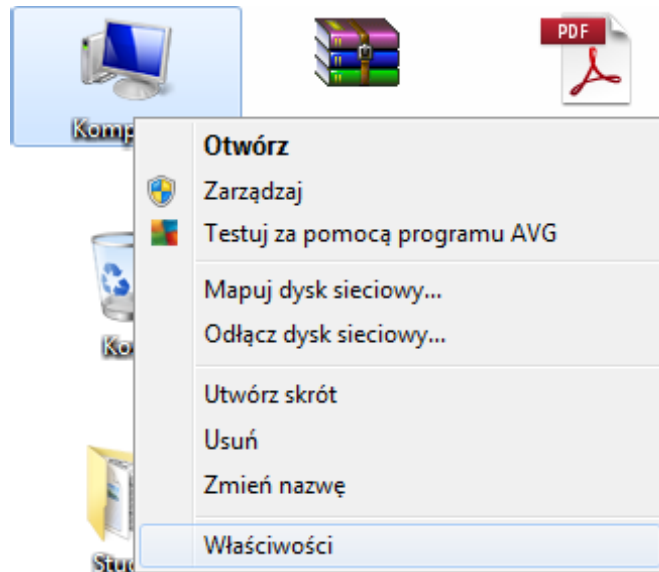 PDF
Otwórz
Zarządzaj
Testuj za pomocą programu AVG
Mapuj dysk sieciowy...
Odłącz dysk sieciowy...
Utwórz skrót
Usuń
Zmień nazwę
Właściwości